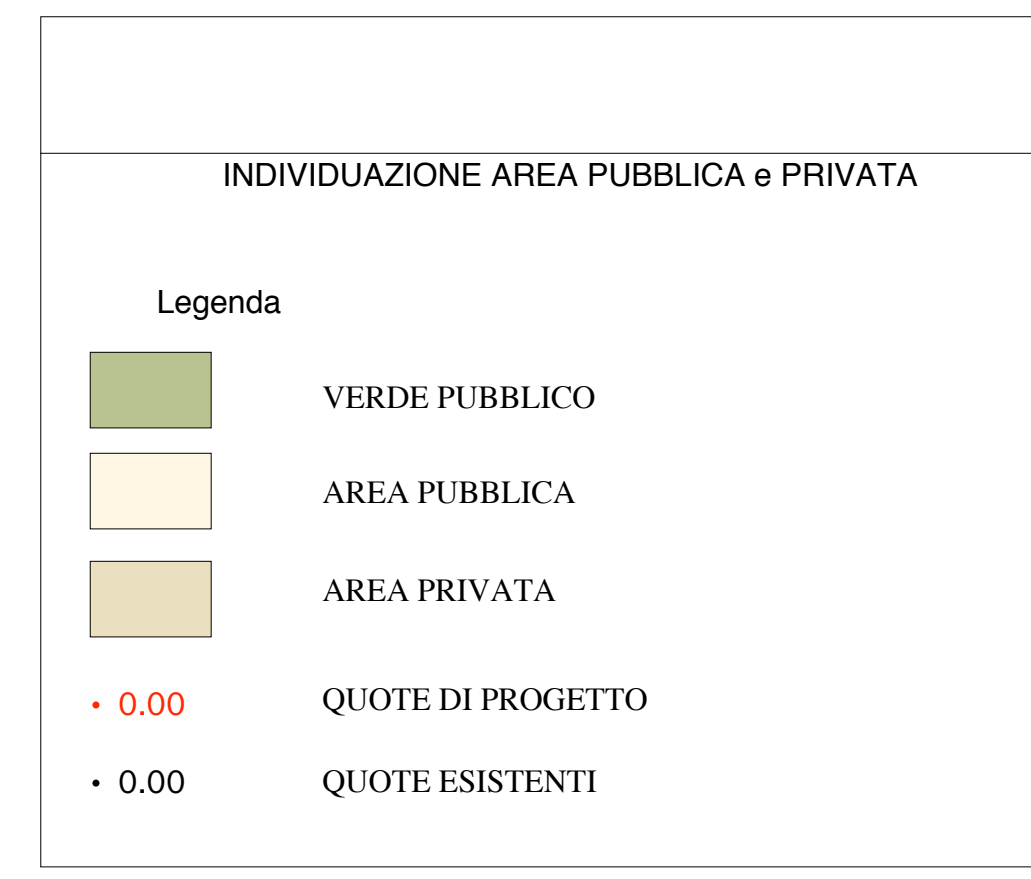 INDIVIDUAZIONE AREA PUBBLICA e PRIVATA
Legenda
VERDE PUBBLICO
AREA PUBBLICA
AREA PRIVATA
• 0.00 QUOTE DI PROGETTO
• 0.00 QUOTE ESISTENTI